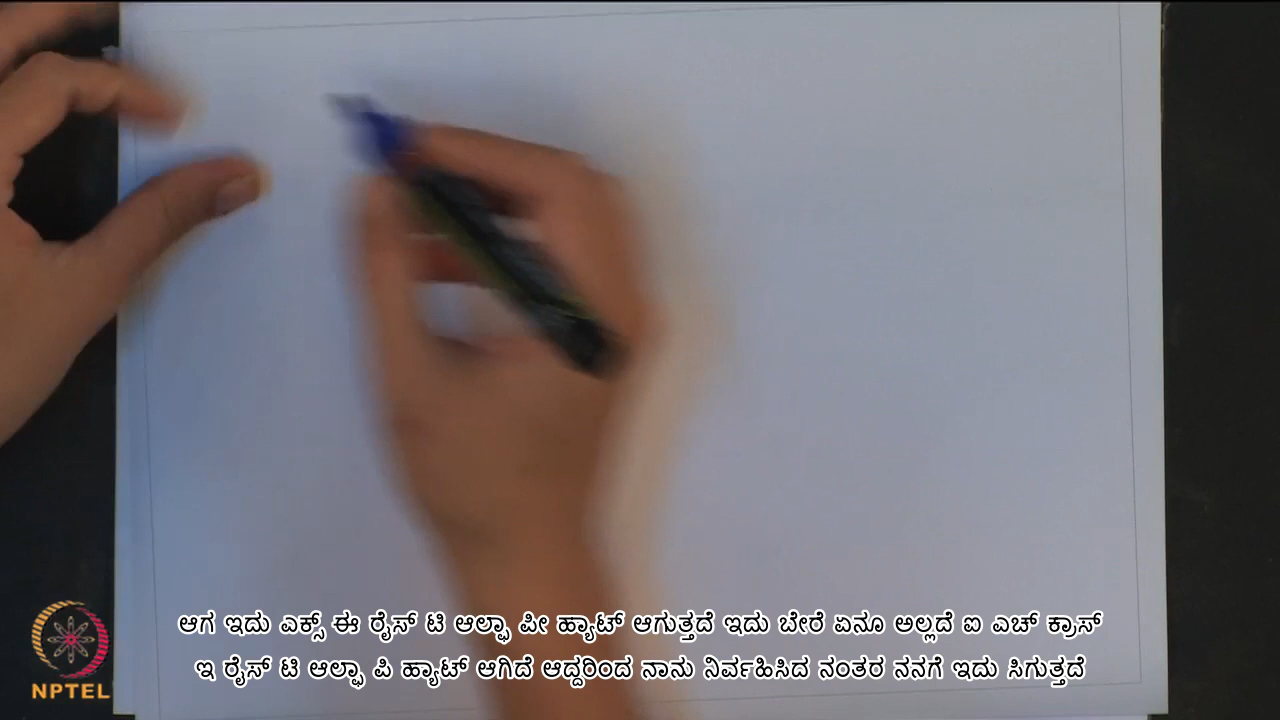 ಆಗ ಇದು ಎಕ್ಸ್ ಈ ರೈಸ್ ಟಿ ಆಲ್ಫಾ ಪೀ ಹ್ಯಾಟ್ ಆಗುತ್ತದೆ ಇದು ಬೇರೆ ಏನೂ ಅಲ್ಲದೆ ಐ ಎಚ್ ಕ್ರಾಸ್
ಇ ರೈಸ್ ಟಿ ಆಲ್ಫಾ ಪಿ ಹ್ಯಾಟ್ ಆಗಿದೆ ಆದ್ದರಿಂದ ನಾನು ನಿರ್ವಹಿಸಿದ ನಂತರ ನನಗೆ ಇದು ಸಿಗುತ್ತದೆ
NPTEL